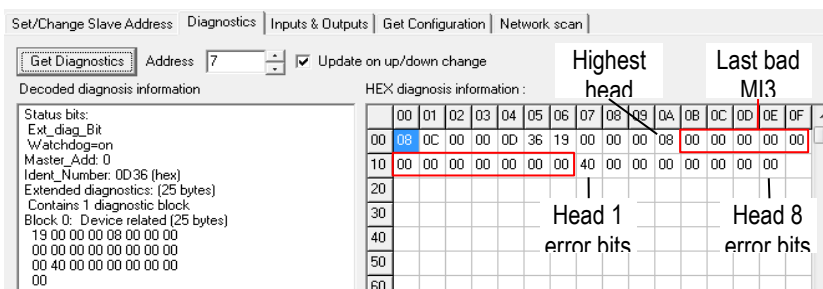 Set/Change Slave Address Diagnostics Inputs & Outputs Get Configuration Network scan
Get Diagnostics Address 7 Update on up/down change
Highest head
Last bad MI3
Decoded diagnosis information
HEX diagnosis information :
Status bits:
Ext_diag_Bit
Watchdog=on
Master_Add: 0
Ident_Number: 0D36 (hex)
Extended diagnostics: (25 bytes)
Contains 1 diagnostic block
Block 0: Device related (25 bytes)
19 00 00 00 08 00 00 00
00 00 00 00 00 00 00 00
00 40 00 00 00 00 00 00
00
00 01 02 03 04 05 06 07 08 09 0A 0B 0C 0D 0E 0F
00 08 0C 00 00 0D 36 19 00 00 00 08 00 00 00 00 00
10 00 00 00 00 00 00 00 40 00 00 00 00 00 00 00
20
30
40
50
60
Head 1
error bits
Head 8
error bits